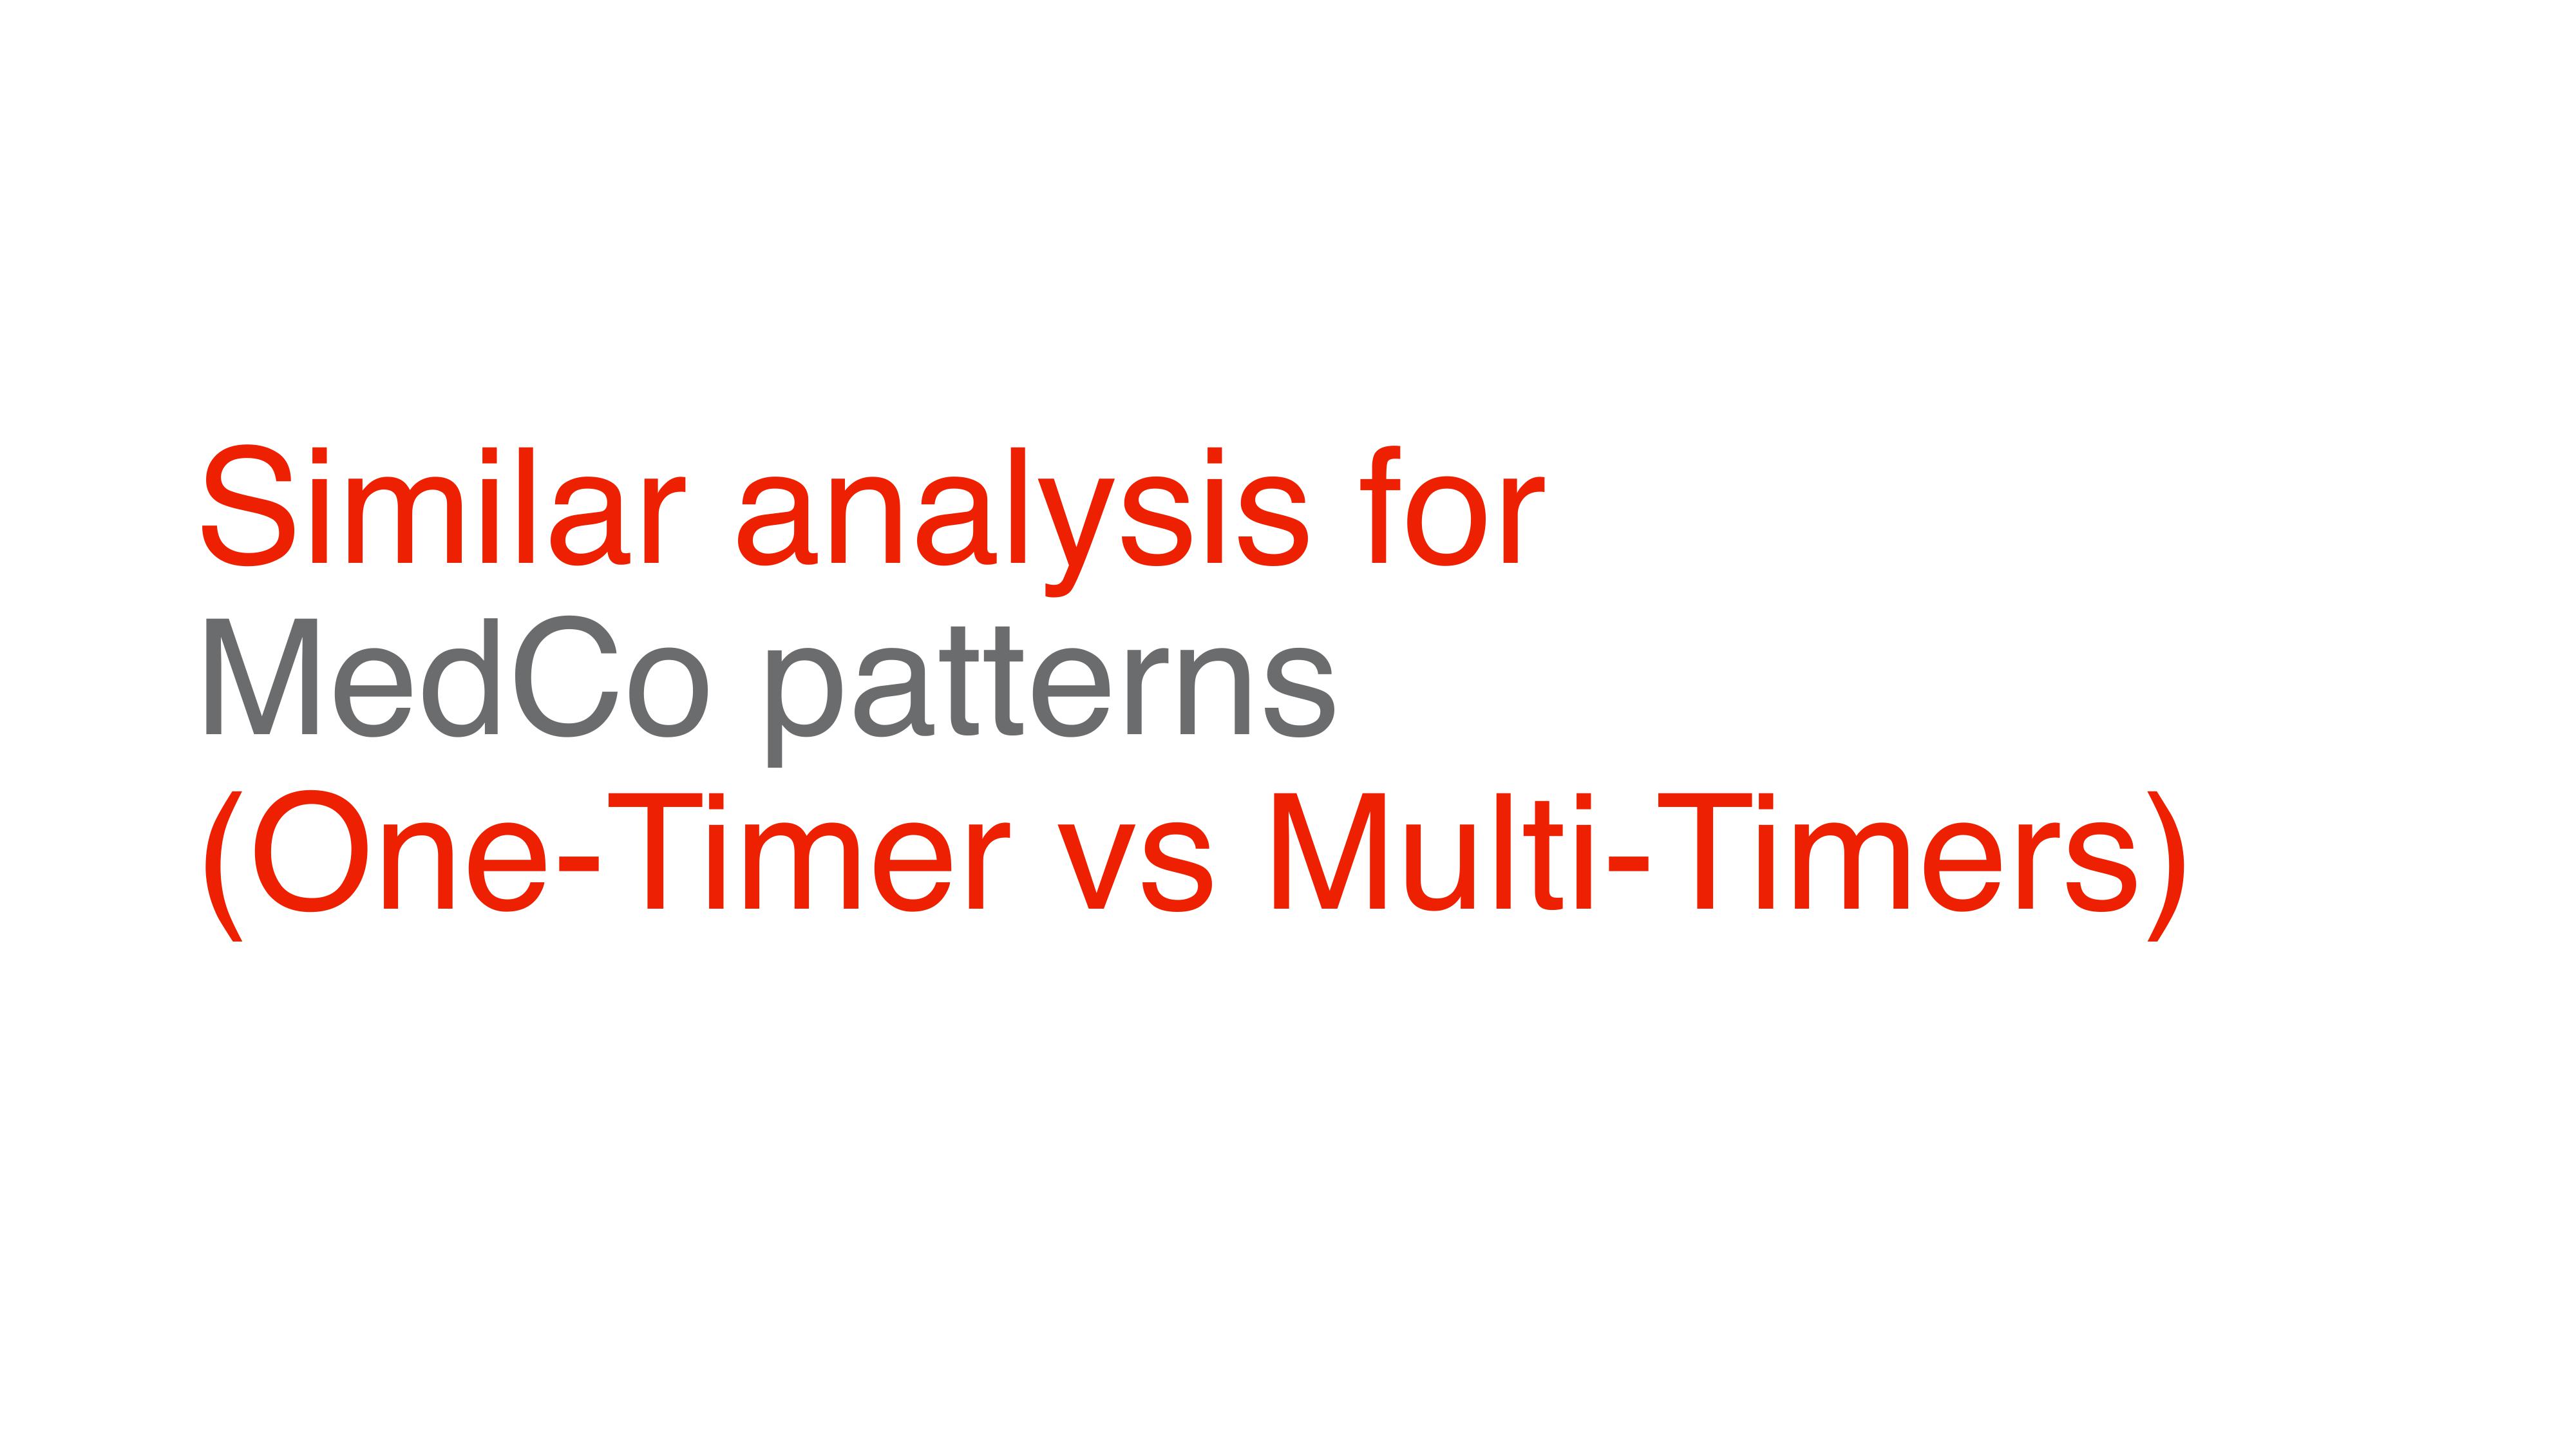 Similar analysis for
MedCo patterns
(One-Timer vs Multi-Timers)